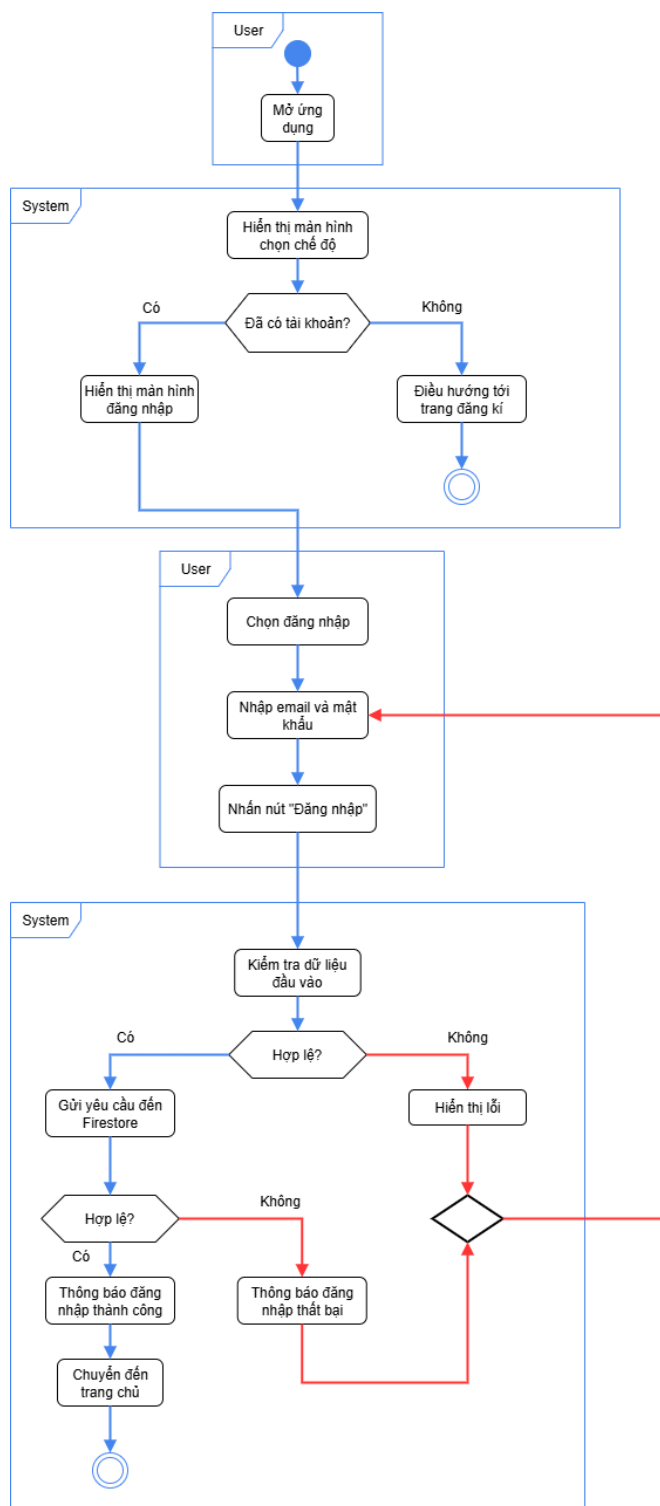 User
Mở ứng
dụng
System
Hiển thị màn hình
chọn chế độ
Có
Đã có tài khoản?
Không
Hiển thị màn hình
đăng nhập
Điều hướng tới
trang đăng kí
User
Chọn đăng nhập
Nhập email và mật
khẩu
Nhấn nút "Đăng nhập"
System
Kiểm tra dữ liệu
đầu vào
Có
Hợp lệ?
Không
Gửi yêu cầu đến
Firestore
Hiển thị lỗi
Hợp lệ?
Không
Có
Thông báo đăng
nhập thành công
Thông báo đăng
nhập thất bại
Chuyển đến
trang chủ